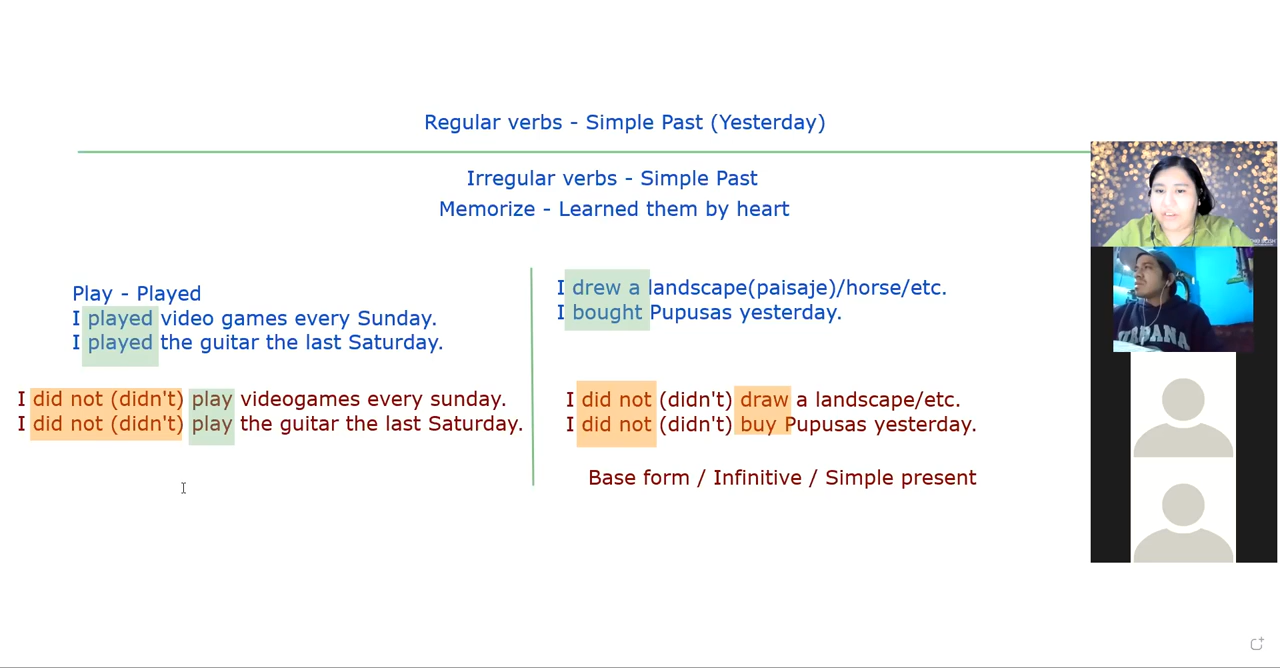 Regular verbs - Simple Past (Yesterday)
Irregular verbs - Simple Past
Memorize - Learned them by heart
Play - Played
I played video games every Sunday.
I played the guitar the last Saturday.
I did not (didn't) play videogames every sunday.
I did not (didn't) play the guitar the last Saturday.
I drew a landscape(paisaje)/horse/etc.
I bought Pupusas yesterday.
I did not (didn't) draw a landscape/etc.
I did not (didn't) buy Pupusas yesterday.
Base form / Infinitive / Simple present